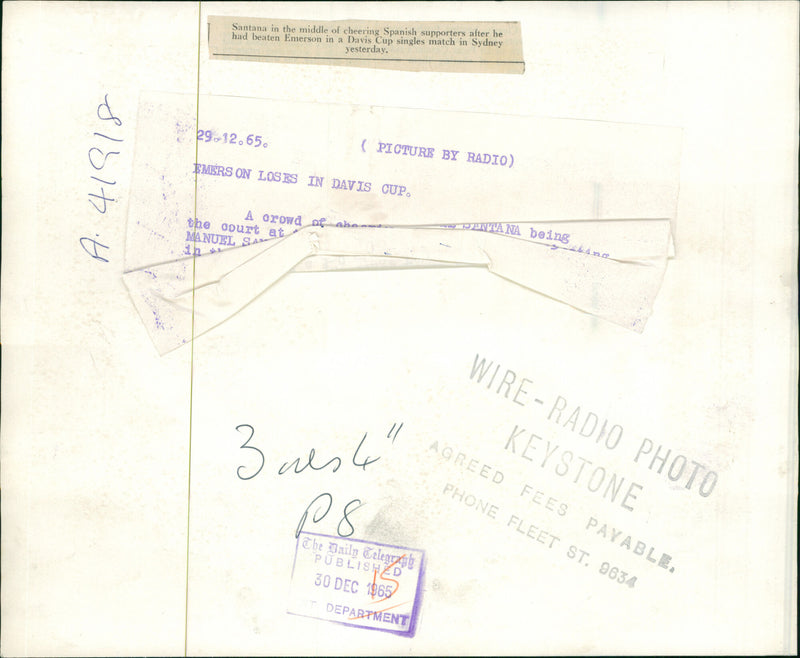 Santana in the middle of cheering Spanish supporters after he
had beaten Emerson in a Davis Cup singles match in Sydney
yesterday.
A. 41918
29.12.65.
( PICTURE BY RADIO)
EMERSON LOSES IN DAVIS CUP.
A crowd of SANTANA being
the court at
MANUEL
in
WIRE-RADIO PHOTO
KEYSTONE
AGREED FEES PAYABLE.
PHONE FLEET ST. 9634
3 4"
P8
The Daily Telegraph
PUBLISHED
30 DEC 1965
15
DEPARTMENT